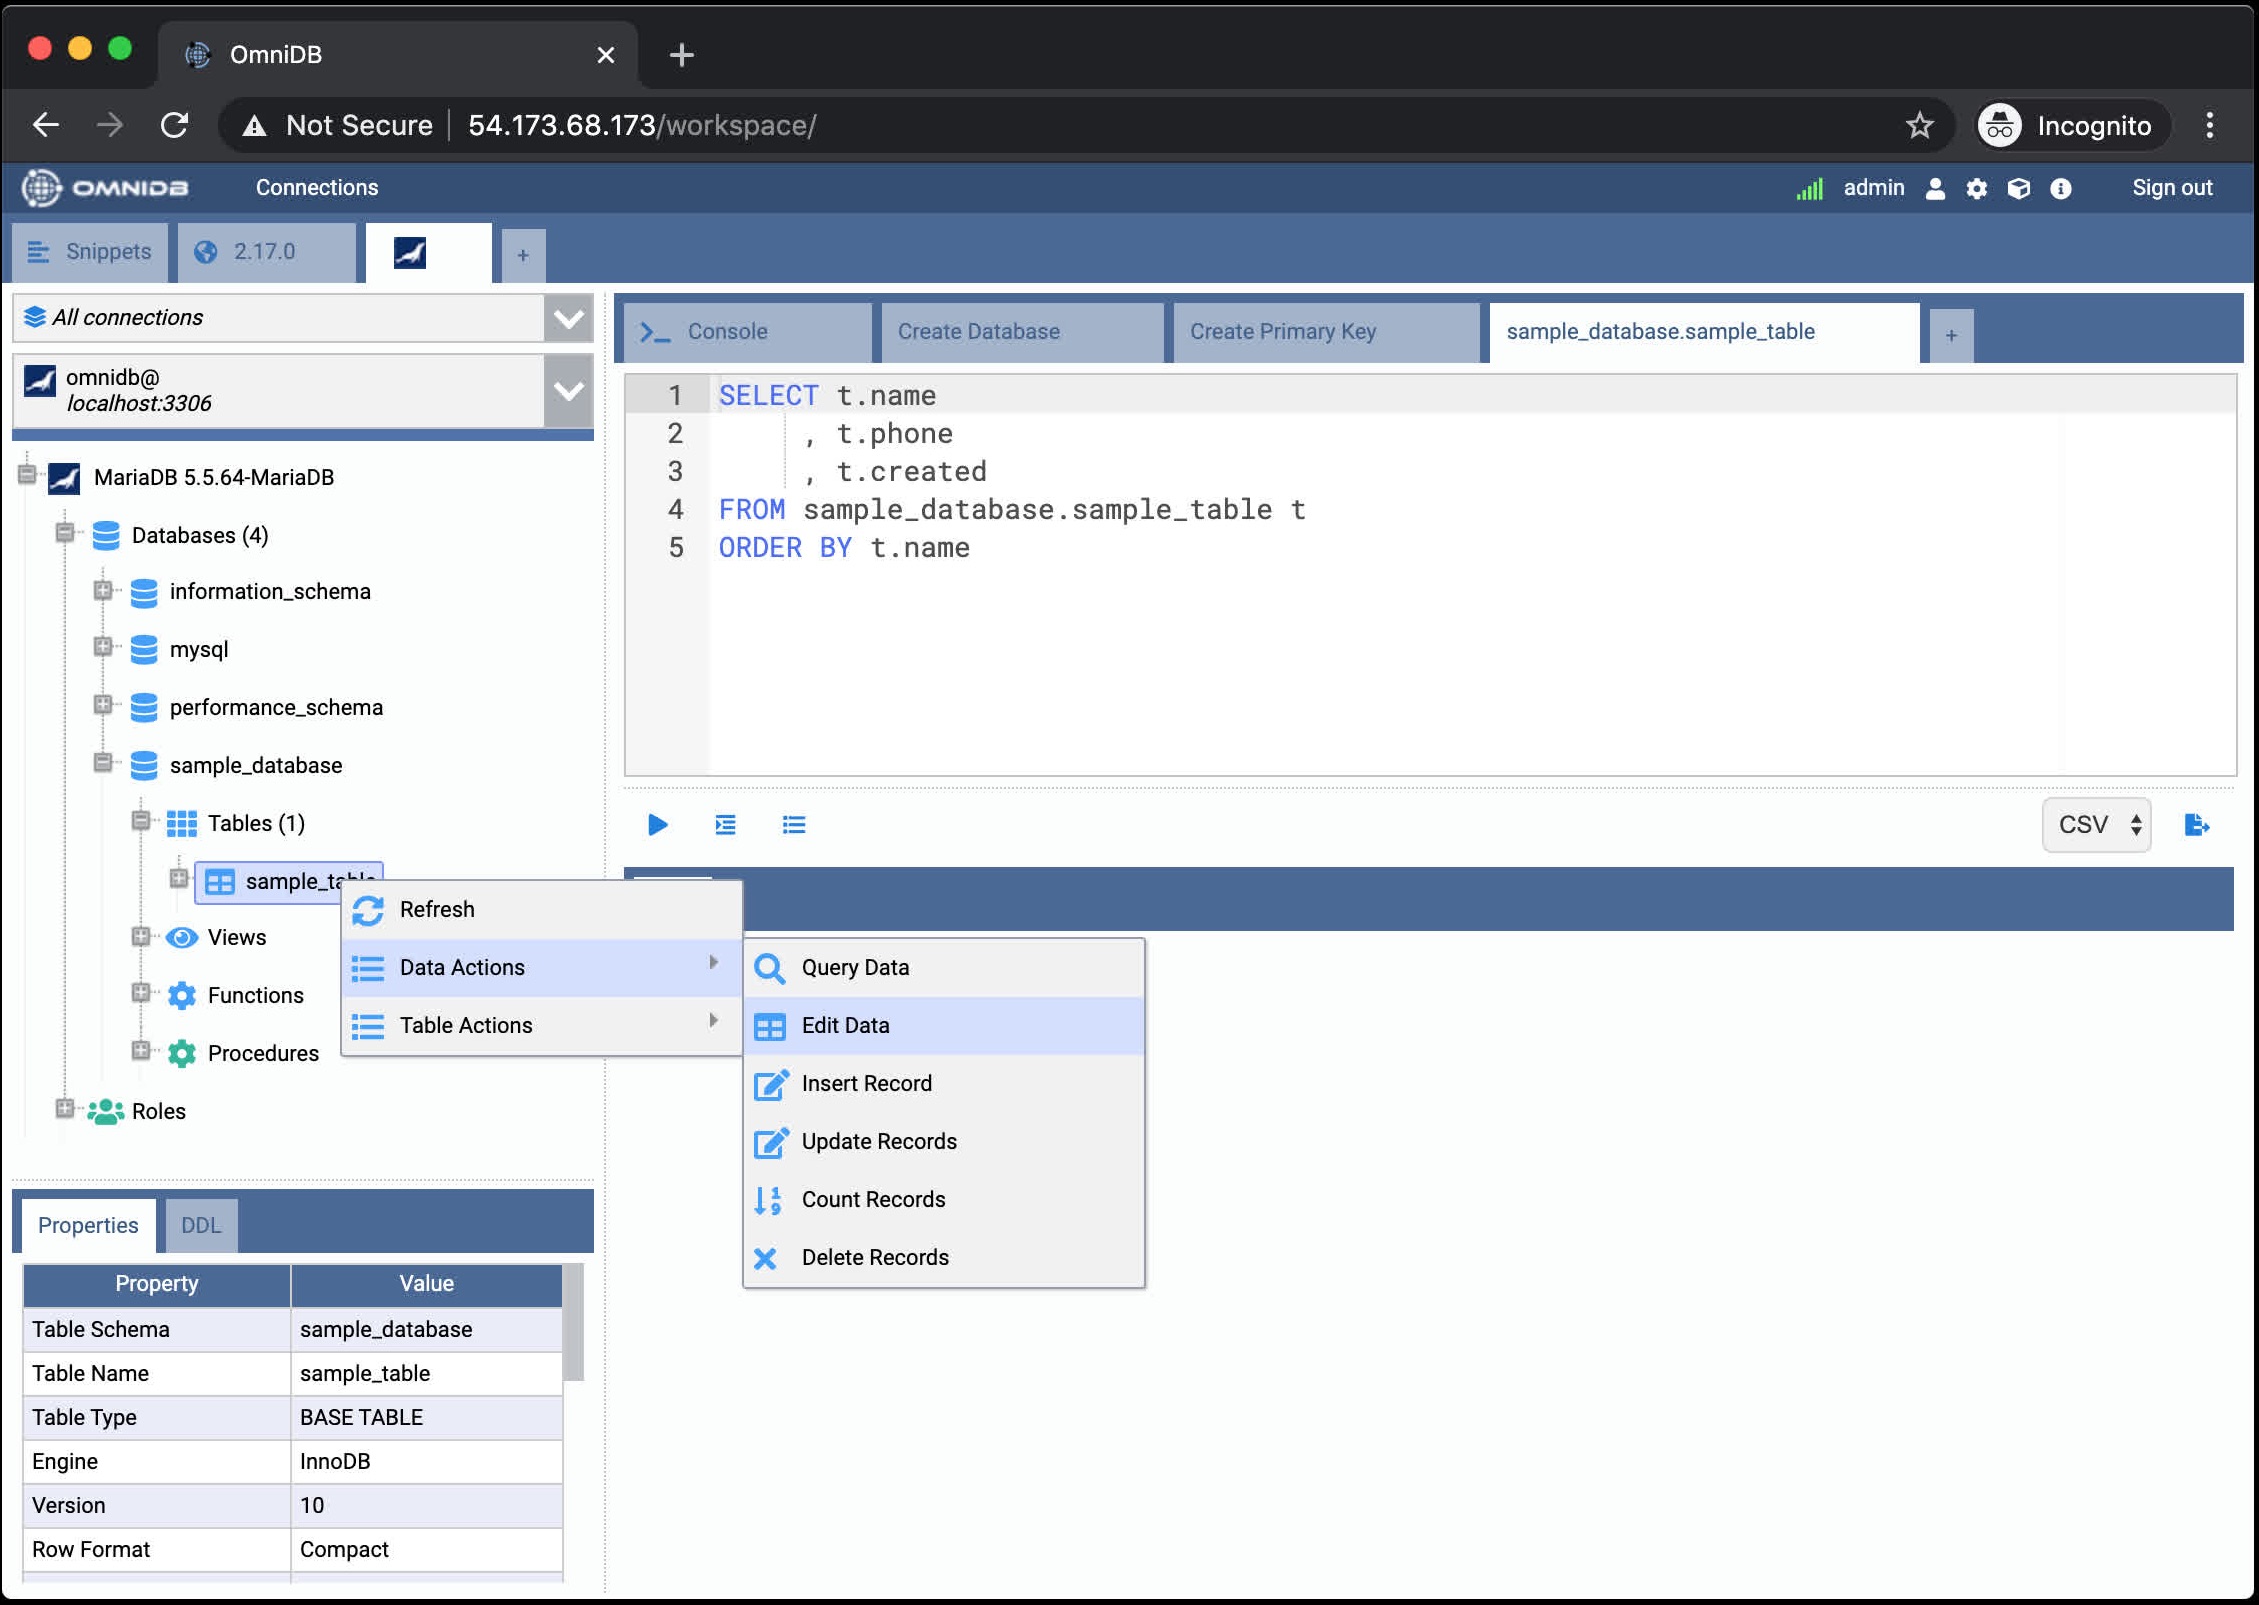 OmniDB
Not Secure
54.173.68.173/workspace/
Incognito
OMNIDB
Connections
admin
Sign out
Snippets
2.17.0
+
All connections
omnidb@
localhost:3306
MariaDB 5.5.64-MariaDB
Databases (4)
information_schema
mysql
performance_schema
sample_database
Tables (1)
sample_table
Views
Functions
Procedures
Roles
Console
Create Database
Create Primary Key
sample_database.sample_table
+
1 SELECT t.name
2 , t.phone
3 , t.created
4 FROM sample_database.sample_table t
5 ORDER BY t.name
CSV
Refresh
Data Actions
Table Actions
Query Data
Edit Data
Insert Record
Update Records
Count Records
Delete Records
Properties
DDL
Property Value
Table Schema sample_database
Table Name sample_table
Table Type BASE TABLE
Engine InnoDB
Version 10
Row Format Compact